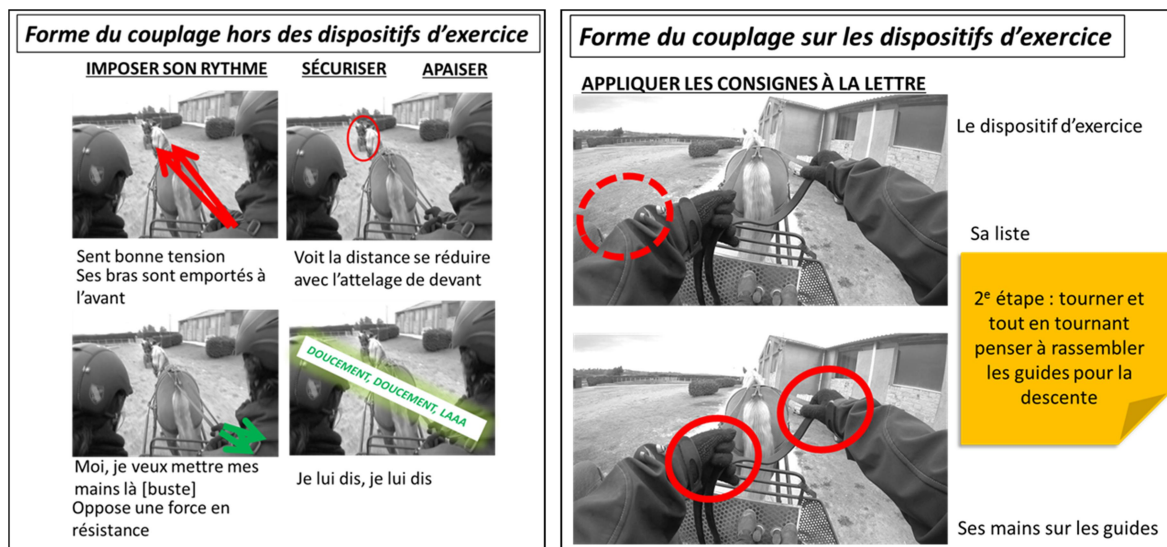 Forme du couplage hors des dispositifs d’exercice
IMPOSER SON RYTHME
SÉCURISER
APAISER
Sent bonne tension
Ses bras sont emportés à
l’avant
Voit la distance se réduire
avec l’attelage de devant
DOUCEMENT, DOUCEMENT, LAAA
Moi, je veux mettre mes
mains là [buste]
Oppose une force en
résistance
Je lui dis, je lui dis
Forme du couplage sur les dispositifs d’exercice
APPLIQUER LES CONSIGNES À LA LETTRE
Le dispositif d’exercice
Sa liste
2e étape : tourner et
tout en tournant
penser à rassembler
les guides pour la
descente
Ses mains sur les guides